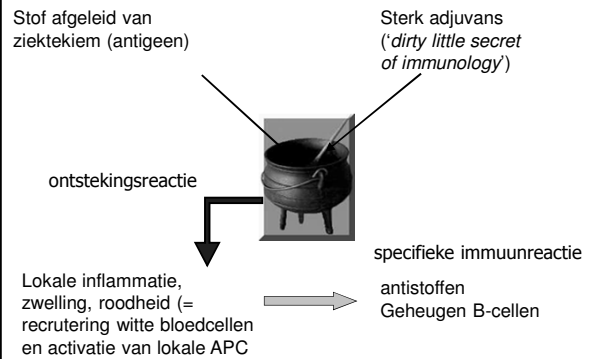 Stof afgeleid van
ziektekiem (antigeen)
Sterk adjuvans
(‘dirty little secret
of immunology’)
ontstekingsreactie
Lokale inflammatie,
zwelling, roodheid (=
recrutering witte bloedcellen
en activatie van lokale APC
specifieke immuunreactie
antistoffen
Geheugen B-cellen